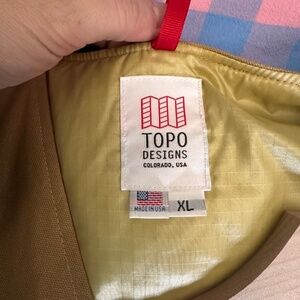 TOPO
DESIGNS
COLORADO, USA
MADE IN USA
XL